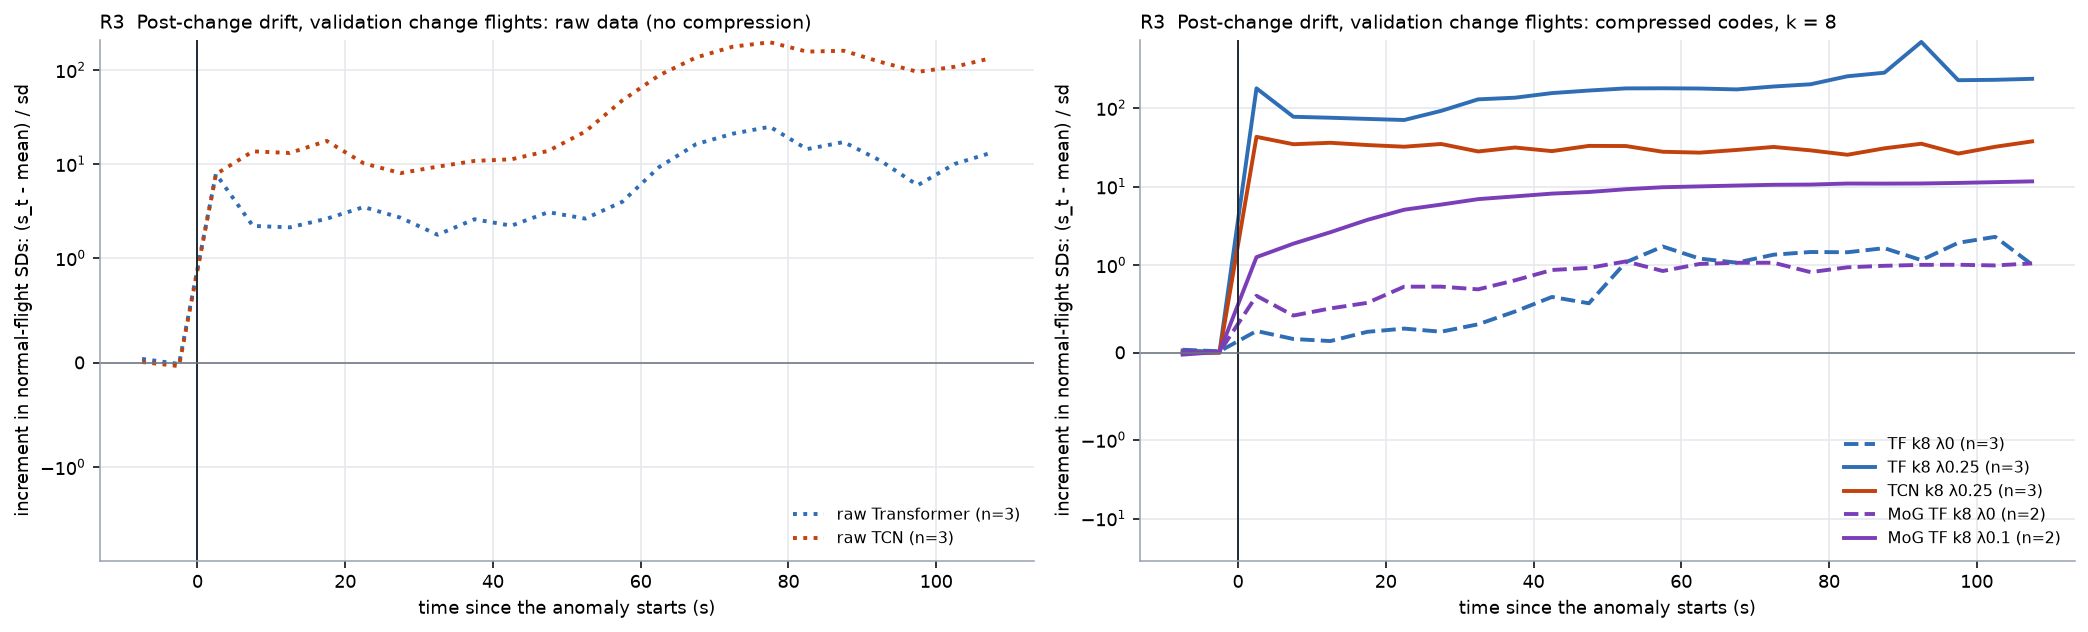 R3  Post-change drift, validation change flights: raw data (no compression)
increment in normal-flight SDs: (s_t - mean) / sd
10²
10¹
10⁰
0
−10⁰
raw Transformer (n=3)
raw TCN (n=3)
0 20 40 60 80 100
time since the anomaly starts (s)
R3  Post-change drift, validation change flights: compressed codes, k = 8
increment in normal-flight SDs: (s_t - mean) / sd
10²
10¹
10⁰
0
−10⁰
−10¹
TF k8 λ0 (n=3)
TF k8 λ0.25 (n=3)
TCN k8 λ0.25 (n=3)
MoG TF k8 λ0 (n=2)
MoG TF k8 λ0.1 (n=2)
0 20 40 60 80 100
time since the anomaly starts (s)